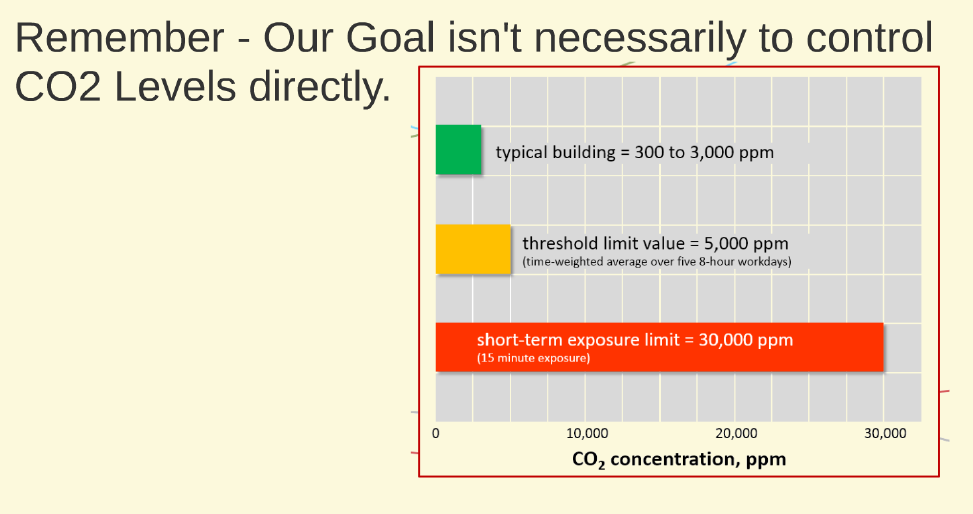 Remember - Our Goal isn't necessarily to control
CO2 Levels directly.
typical building = 300 to 3,000 ppm
threshold limit value = 5,000 ppm
(time-weighted average over five 8-hour workdays)
short-term exposure limit = 30,000 ppm
(15 minute exposure)
0 10,000 20,000 30,000
CO₂ concentration, ppm